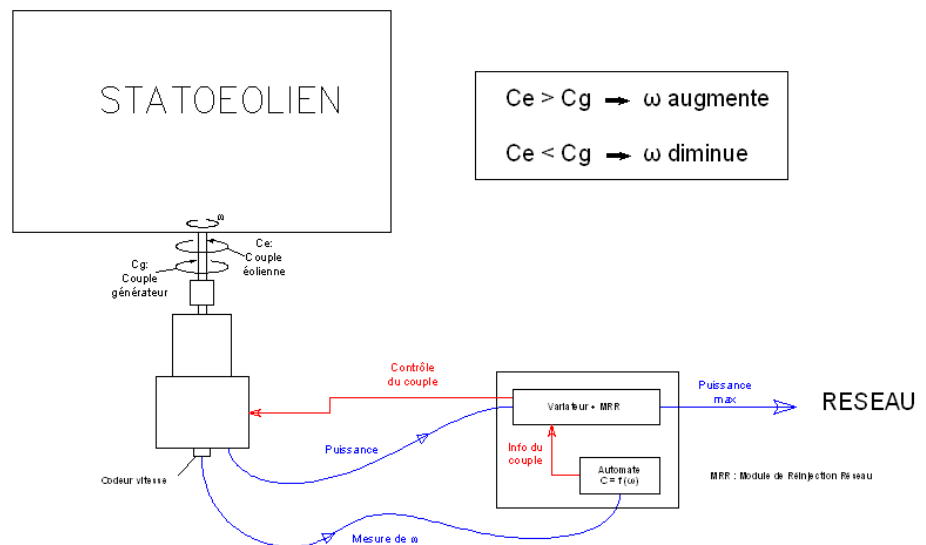 STATOEOLIEN
Ce > Cg → ω augmente
Ce < Cg → ω diminue
ω
Ce:
Couple
éolienne
Cg:
Couple
générateur
Contrôle
du couple
Puissance
max
RESEAU
Variateur + MRR
Puissance
Info du
couple
Automate
C = f (ω)
MRR : Module de Réinjection Réseau
Codeur vitesse
Mesure de ω